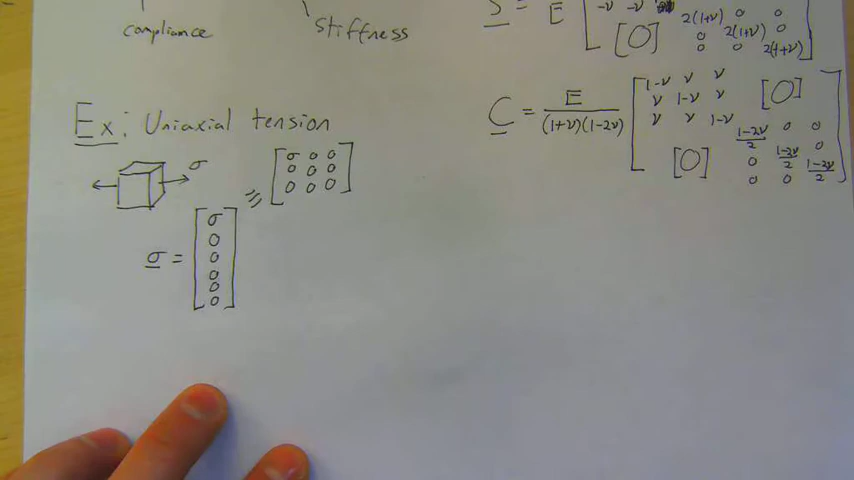 compliance
stiffness
S = E [ -ν -ν
2(1+ν) 0 0
[0] 0 2(1+ν) 0
0 0 2(1+ν) ]
Ex: Uniaxial tension
σ
≡ [ σ 0 0
0 0 0
0 0 0 ]
σ = [ σ
0
0
0
0
0 ]
C = E / (1+ν)(1-2ν) [ 1-ν ν ν [0]
ν 1-ν ν
ν ν 1-ν
[0] 1-2ν/2 0 0
0 1-2ν/2 0
0 0 1-2ν/2 ]